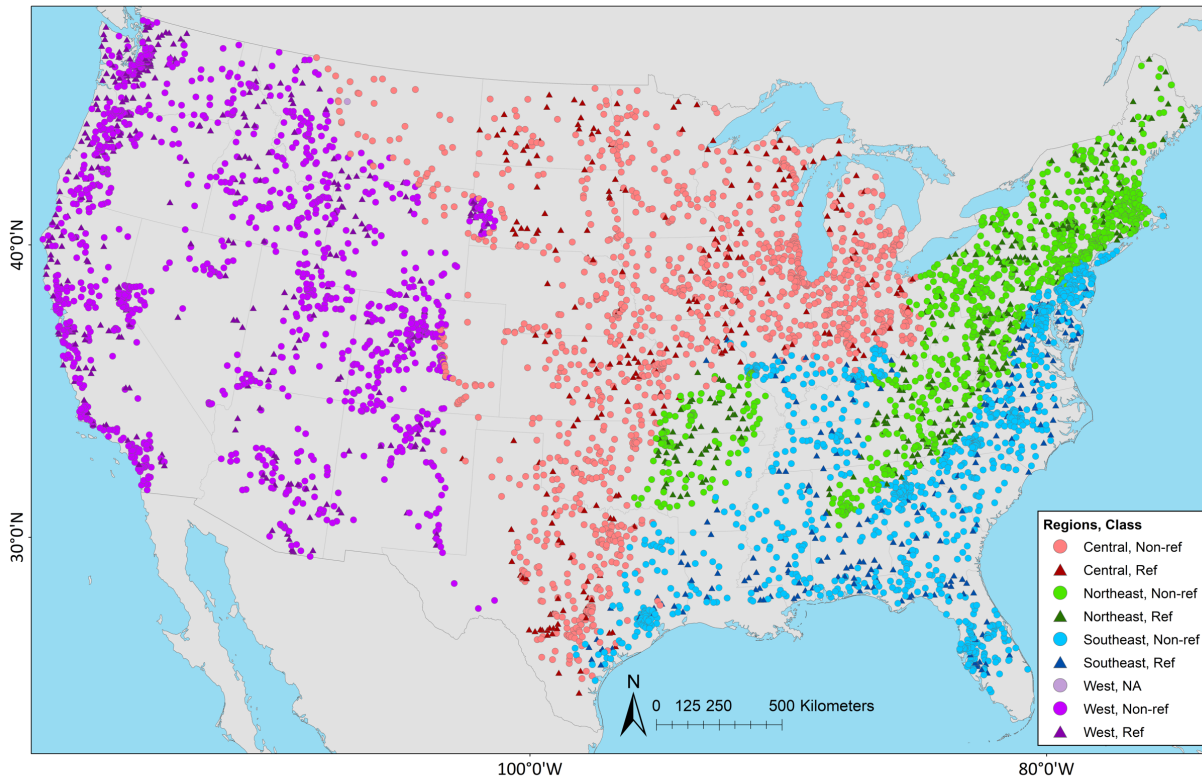 40°0'N
30°0'N
100°0'W
80°0'W
N
0 125 250 500 Kilometers
Regions, Class
Central, Non-ref
Central, Ref
Northeast, Non-ref
Northeast, Ref
Southeast, Non-ref
Southeast, Ref
West, NA
West, Non-ref
West, Ref